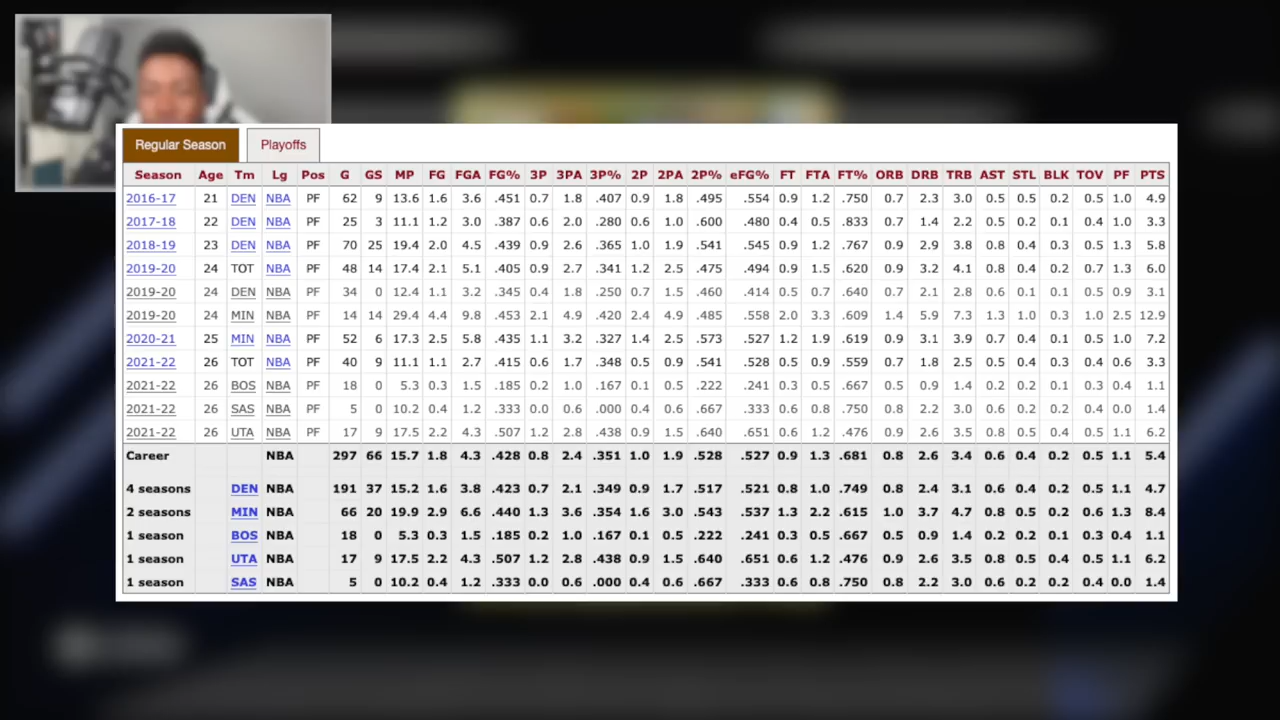 Regular Season Playoffs
Season Age Tm Lg Pos G GS MP FG FGA FG% 3P 3PA 3P% 2P 2PA 2P% eFG% FT FTA FT% ORB DRB TRB AST STL BLK TOV PF PTS
2016-17 21 DEN NBA PF 62 9 13.6 1.6 3.6 .451 0.7 1.8 .407 0.9 1.8 .495 .554 0.9 1.2 .750 0.7 2.3 3.0 0.5 0.5 0.2 0.5 1.0 4.9
2017-18 22 DEN NBA PF 25 3 11.1 1.2 3.0 .387 0.6 2.0 .280 0.6 1.0 .600 .480 0.4 0.5 .833 0.7 1.4 2.2 0.5 0.2 0.2 0.5 1.0 3.3
2018-19 23 DEN NBA PF 70 25 19.4 2.0 4.5 .439 0.9 2.6 .365 1.0 1.9 .541 .545 0.9 1.2 .767 0.9 2.9 3.8 0.8 0.4 0.3 0.5 1.3 5.8
2019-20 24 TOT NBA PF 48 14 17.4 2.1 5.1 .405 0.9 2.7 .341 1.2 2.5 .475 .494 0.9 1.5 .620 0.9 3.2 4.1 0.8 0.4 0.2 0.7 1.3 6.0
2019-20 24 DEN NBA PF 34 0 12.4 1.1 3.2 .345 0.4 1.8 .250 0.7 1.5 .460 .414 0.5 0.7 .640 0.7 2.1 2.8 0.6 0.1 0.1 0.5 0.9 3.1
2019-20 24 MIN NBA PF 14 14 29.4 4.4 9.8 .453 2.1 4.9 .420 2.4 4.9 .485 .558 2.0 3.3 .609 1.4 5.9 7.3 1.3 1.0 0.3 1.0 2.5 12.9
2020-21 25 MIN NBA PF 52 6 17.3 2.5 5.8 .435 1.1 3.2 .327 1.4 2.5 .573 .527 1.2 1.9 .619 0.9 3.1 3.9 0.7 0.4 0.1 0.5 1.0 7.2
2021-22 26 TOT NBA PF 40 9 11.1 1.1 2.7 .415 0.6 1.7 .348 0.5 0.9 .541 .528 0.5 0.9 .559 0.7 1.8 2.5 0.5 0.4 0.3 0.4 0.6 3.3
2021-22 26 BOS NBA PF 18 0 5.3 0.3 1.5 .185 0.2 1.0 .167 0.1 0.5 .222 .241 0.3 0.5 .667 0.5 0.9 1.4 0.2 0.2 0.1 0.3 0.4 1.1
2021-22 26 SAS NBA PF 5 0 10.2 0.4 1.2 .333 0.0 0.6 .000 0.4 0.6 .667 .333 0.6 0.8 .750 0.8 2.2 3.0 0.6 0.2 0.2 0.4 0.0 1.4
2021-22 26 UTA NBA PF 17 9 17.5 2.2 4.3 .507 1.2 2.8 .438 0.9 1.5 .640 .651 0.6 1.2 .476 0.9 2.6 3.5 0.8 0.5 0.4 0.5 1.1 6.2
Career NBA 297 66 15.7 1.8 4.3 .428 0.8 2.4 .351 1.0 1.9 .528 .527 0.9 1.3 .681 0.8 2.6 3.4 0.6 0.4 0.2 0.5 1.1 5.4
4 seasons DEN NBA 191 37 15.2 1.6 3.8 .423 0.7 2.1 .349 0.9 1.7 .517 .521 0.8 1.0 .749 0.8 2.4 3.1 0.6 0.4 0.2 0.5 1.1 4.7
2 seasons MIN NBA 66 20 19.9 2.9 6.6 .440 1.3 3.6 .354 1.6 3.0 .543 .537 1.3 2.2 .615 1.0 3.7 4.7 0.8 0.5 0.2 0.6 1.3 8.4
1 season BOS NBA 18 0 5.3 0.3 1.5 .185 0.2 1.0 .167 0.1 0.5 .222 .241 0.3 0.5 .667 0.5 0.9 1.4 0.2 0.2 0.1 0.3 0.4 1.1
1 season UTA NBA 17 9 17.5 2.2 4.3 .507 1.2 2.8 .438 0.9 1.5 .640 .651 0.6 1.2 .476 0.9 2.6 3.5 0.8 0.5 0.4 0.5 1.1 6.2
1 season SAS NBA 5 0 10.2 0.4 1.2 .333 0.0 0.6 .000 0.4 0.6 .667 .333 0.6 0.8 .750 0.8 2.2 3.0 0.6 0.2 0.2 0.4 0.0 1.4